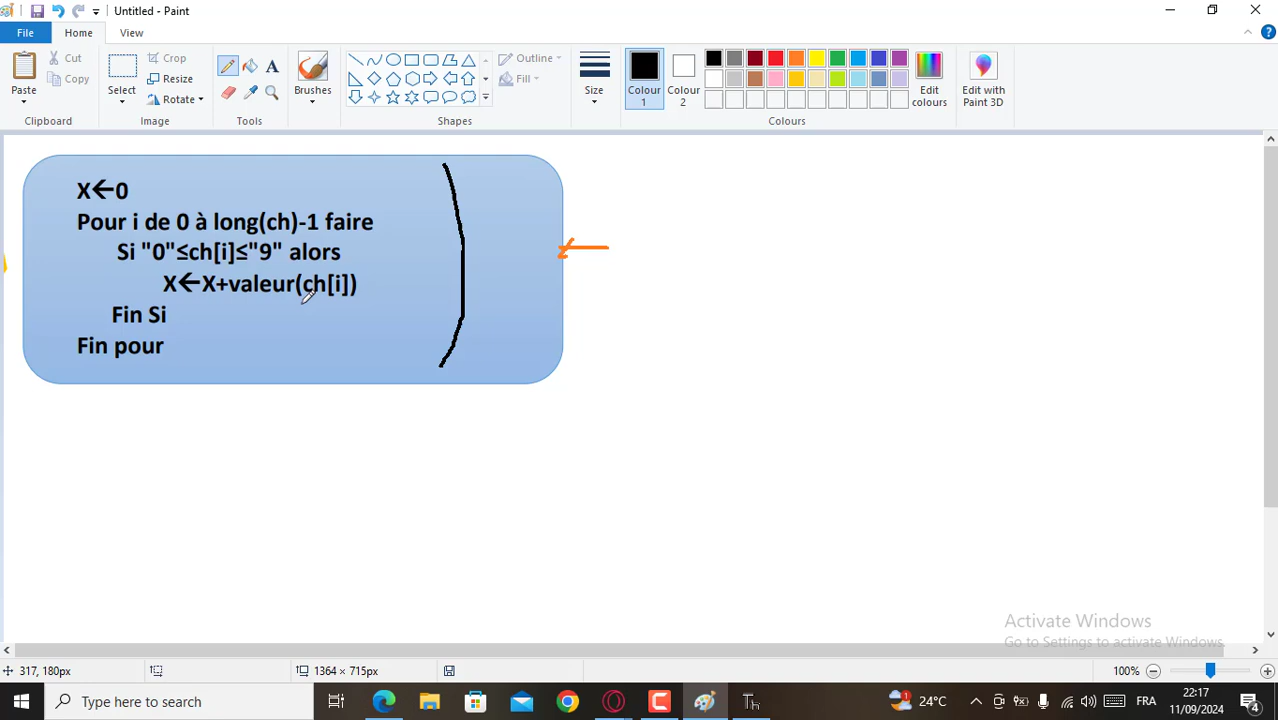 Untitled - Paint
File Home View
Paste
Cut
Copy
Clipboard
Select
Crop
Resize
Rotate
Image
A
Tools
Brushes
Shapes
Outline
Fill
Size
Colour 1
Colour 2
Edit colours
Edit with Paint 3D
Colours
X←0
Pour i de 0 à long(ch)-1 faire
Si "0"≤ch[i]≤"9" alors
X←X+valeur(ch[i])
Fin Si
Fin pour
Activate Windows
Go to Settings to activate Windows.
317, 180px
1364 × 715px
100%
Type here to search
Th
1
24°C
FRA
22:17
11/09/2024
4